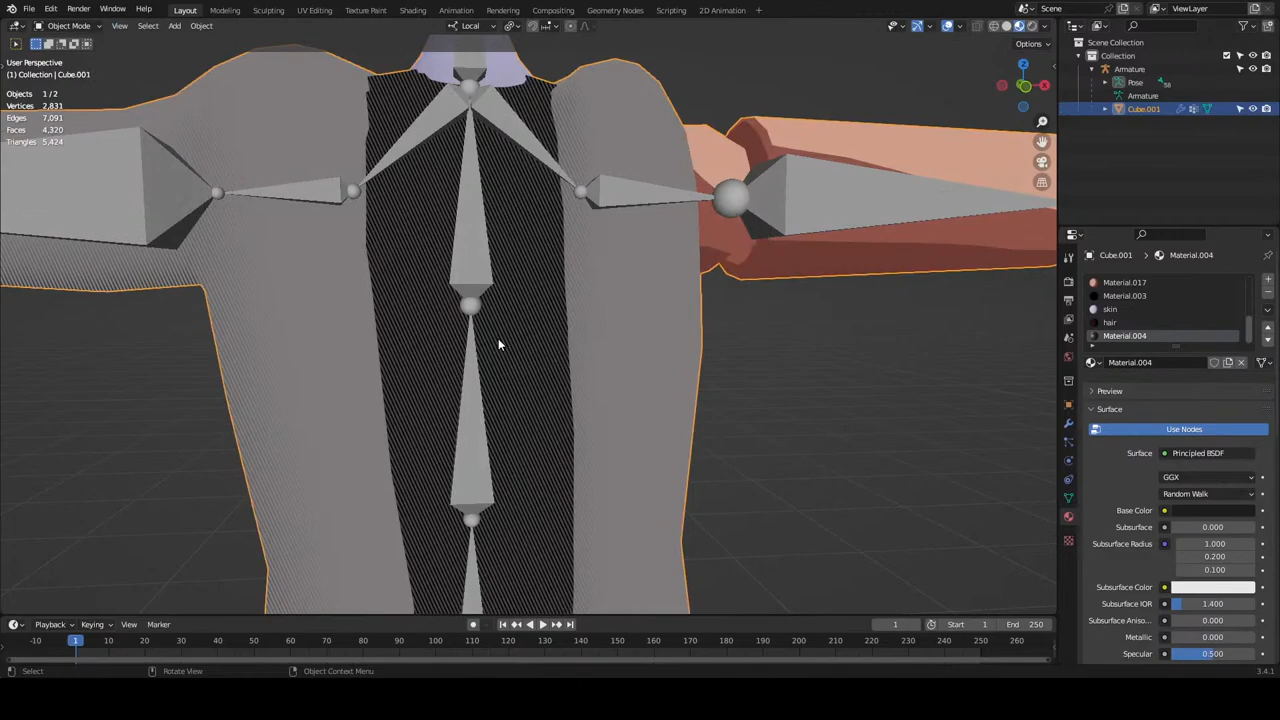 File Edit Render Window Help Layout Modeling Sculpting UV Editing Texture Paint Shading Animation Rendering Compositing Geometry Nodes Scripting 2D Animation + Scene ViewLayer
Object Mode View Select Add Object Local
Options
User Perspective
(1) Collection | Cube.001
Objects 1/2
Vertices 2,831
Edges 7,091
Faces 4,320
Triangles 5,424
Z
X
Scene Collection
Collection
Armature
Pose 58
Armature
Cube.001
Cube.001 > Material.004
Material.017
Material.003
skin
hair
Material.004
Material.004
Preview
Surface
Use Nodes
Surface Principled BSDF
GGX
Random Walk
Base Color
Subsurface 0.000
Subsurface Radius 1.000
0.200
0.100
Subsurface Color
Subsurface IOR 1.400
Subsurface Aniso... 0.000
Metallic 0.000
Specular 0.500
Playback Keying View Marker 1 Start 1 End 250
-10 1 10 20 30 40 50 60 70 80 90 100 110 120 130 140 150 160 170 180 190 200 210 220 230 240 250 260
Select Rotate View Object Context Menu 3.4.1